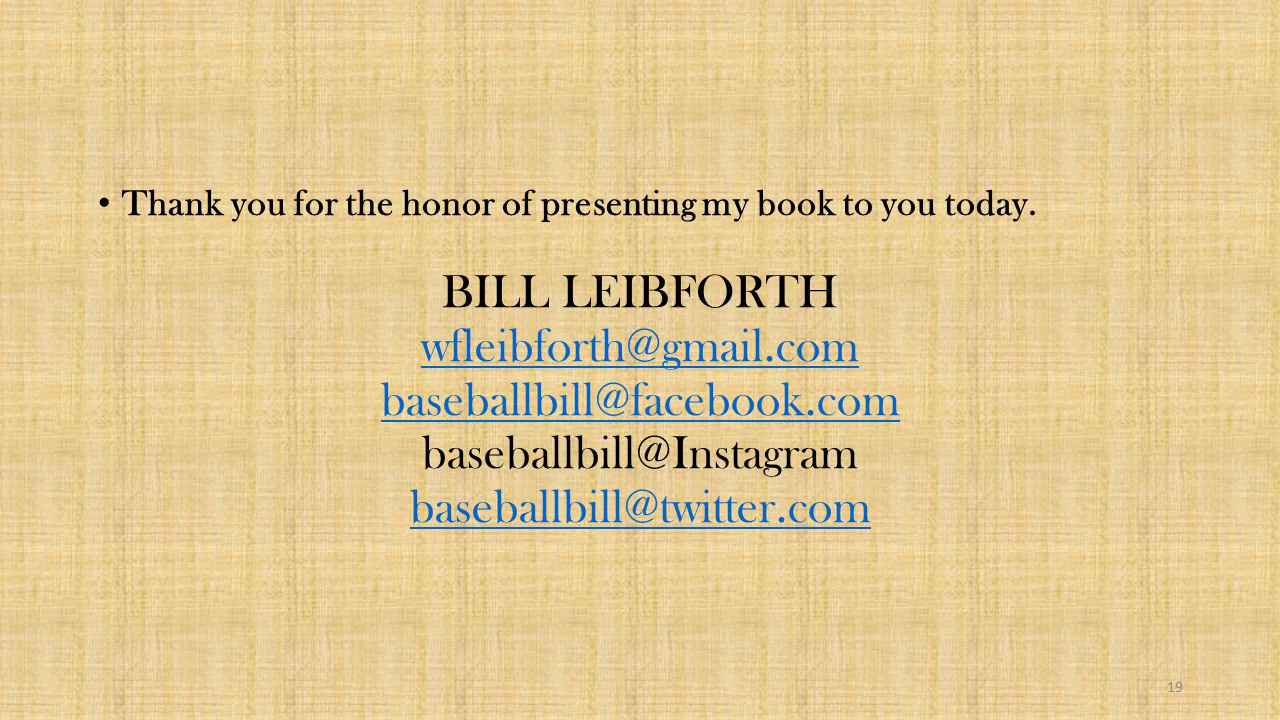 • Thank you for the honor of presenting my book to you today.
BILL LEIBFORTH
wfleibforth@gmail.com
baseballbill@facebook.com
baseballbill@Instagram
baseballbill@twitter.com
19